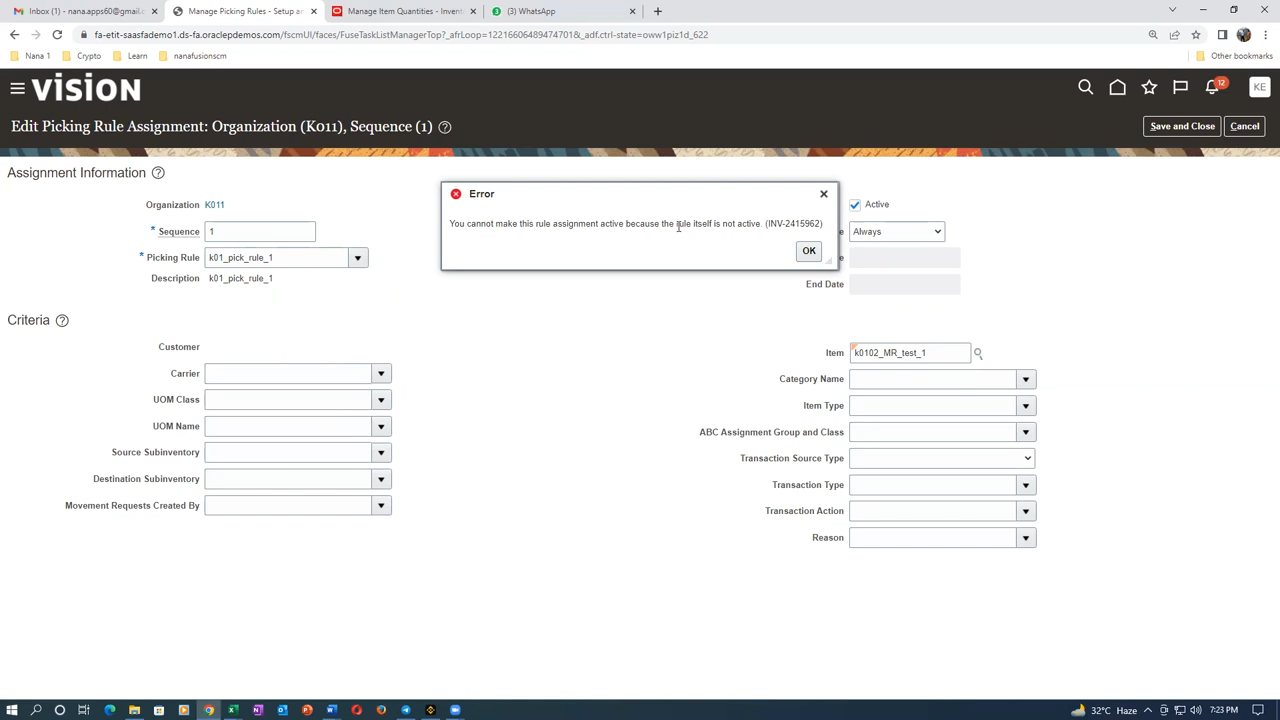 Inbox (1) - nana.apps60@gmail.c
Manage Picking Rules - Setup an
Manage Item Quantities - Invent
(3) WhatsApp
fa-etit-saasfademo1.ds-fa.oraclepdemos.com/fscmUI/faces/FuseTaskListManagerTop?_afrLoop=12216606489474701&_adf.ctrl-state=oww1piz1d_622
Nana 1
Crypto
Learn
nanafusionscm
Other bookmarks
VISION
12
KE
Edit Picking Rule Assignment: Organization (K011), Sequence (1)
Save and Close
Cancel
Assignment Information
Error
You cannot make this rule assignment active because the rule itself is not active. (INV-2415962)
OK
Organization K011
* Sequence 1
* Picking Rule k01_pick_rule_1
Description k01_pick_rule_1
Active
Always
End Date
Criteria
Customer
Carrier
UOM Class
UOM Name
Source Subinventory
Destination Subinventory
Movement Requests Created By
Item k0102_MR_test_1
Category Name
Item Type
ABC Assignment Group and Class
Transaction Source Type
Transaction Type
Transaction Action
Reason
32°C Haze
7:23 PM